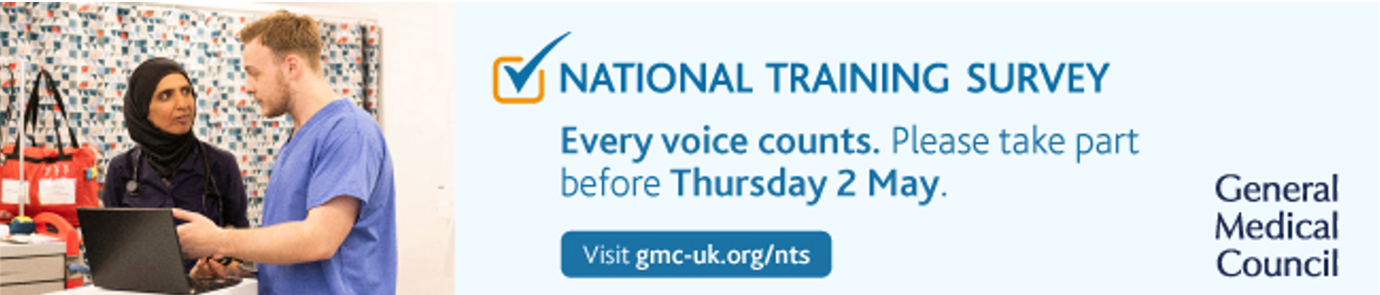 NATIONAL TRAINING SURVEY
Every voice counts. Please take part
before Thursday 2 May.
Visit gmc-uk.org/nts
General
Medical
Council